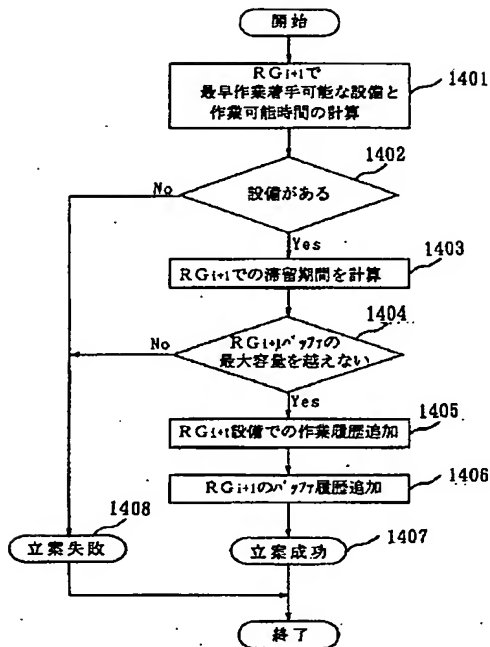 開始
RGi+1で
最早作業着手可能な設備と
作業可能時間の計算
1401
1402
設備がある
No
Yes
RGi+1での滞留期間を計算
1403
1404
RGi+1バッファの
最大容量を越えない
No
Yes
RGi+1設備での作業履歴追加
1405
RGi+1のバッファ履歴追加
1406
1408
立案失敗
立案成功
1407
終了